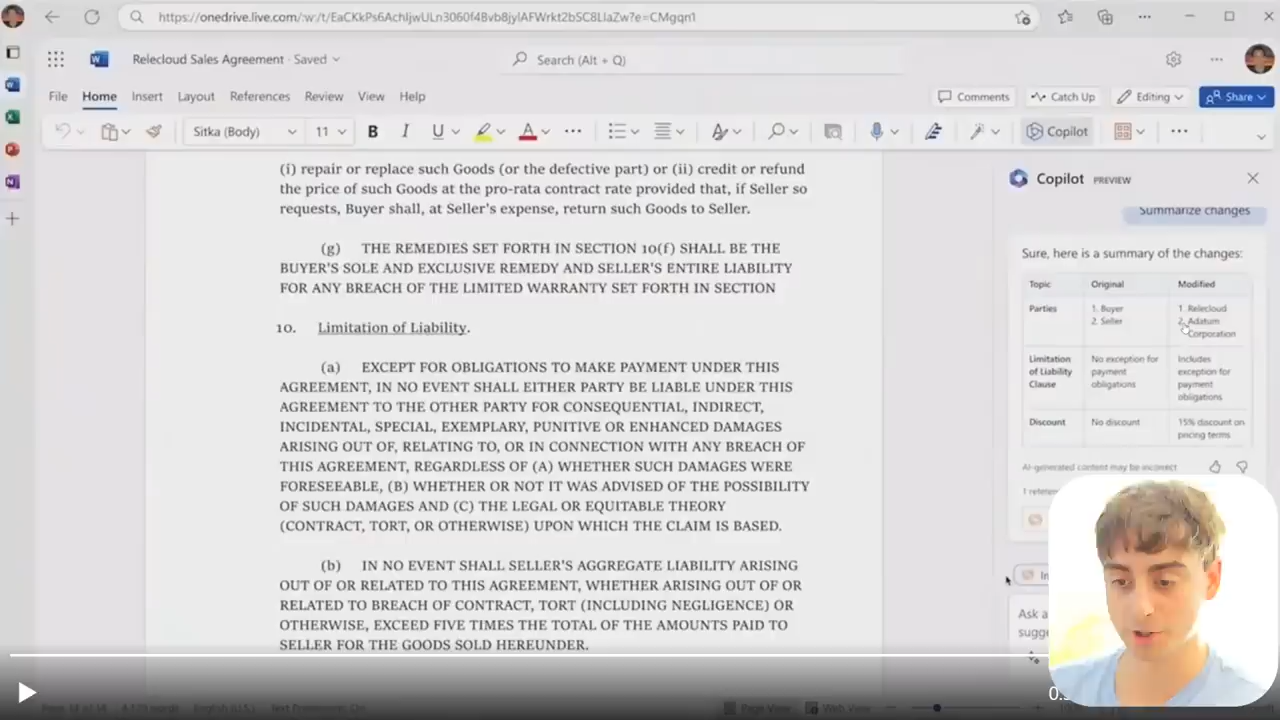 https://onedrive.live.com/:w:/t/EaCKkPs6AchIjwULn3060f4Bvb8jylAFWrkt2bSC8LIaZw?e=CMgqn1
Relecloud Sales Agreement · Saved
Search (Alt + Q)
File Home Insert Layout References Review View Help
Comments Catch Up Editing Share
Sitka (Body) 11 B I U A Copilot
(i) repair or replace such Goods (or the defective part) or (ii) credit or refund
the price of such Goods at the pro-rata contract rate provided that, if Seller so
requests, Buyer shall, at Seller's expense, return such Goods to Seller.
(g) THE REMEDIES SET FORTH IN SECTION 10(f) SHALL BE THE
BUYER'S SOLE AND EXCLUSIVE REMEDY AND SELLER'S ENTIRE LIABILITY
FOR ANY BREACH OF THE LIMITED WARRANTY SET FORTH IN SECTION
10. Limitation of Liability.
(a) EXCEPT FOR OBLIGATIONS TO MAKE PAYMENT UNDER THIS
AGREEMENT, IN NO EVENT SHALL EITHER PARTY BE LIABLE UNDER THIS
AGREEMENT TO THE OTHER PARTY FOR CONSEQUENTIAL, INDIRECT,
INCIDENTAL, SPECIAL, EXEMPLARY, PUNITIVE OR ENHANCED DAMAGES
ARISING OUT OF, RELATING TO, OR IN CONNECTION WITH ANY BREACH OF
THIS AGREEMENT, REGARDLESS OF (A) WHETHER SUCH DAMAGES WERE
FORESEEABLE, (B) WHETHER OR NOT IT WAS ADVISED OF THE POSSIBILITY
OF SUCH DAMAGES AND (C) THE LEGAL OR EQUITABLE THEORY
(CONTRACT, TORT, OR OTHERWISE) UPON WHICH THE CLAIM IS BASED.
(b) IN NO EVENT SHALL SELLER'S AGGREGATE LIABILITY ARISING
OUT OF OR RELATED TO THIS AGREEMENT, WHETHER ARISING OUT OF OR
RELATED TO BREACH OF CONTRACT, TORT (INCLUDING NEGLIGENCE) OR
OTHERWISE, EXCEED FIVE TIMES THE TOTAL OF THE AMOUNTS PAID TO
SELLER FOR THE GOODS SOLD HEREUNDER.
Copilot PREVIEW
Summarize changes
Sure, here is a summary of the changes:
Topic Original Modified
Parties 1. Buyer 1. Relecloud
2. Seller 2. Adatum
Corporation
Limitation No exception for Includes
of Liability payment exception for
Clause obligations payment
obligations
Discount No discount 15% discount on
pricing terms
AI-generated content may be incorrect
Ask a
Page View Web View